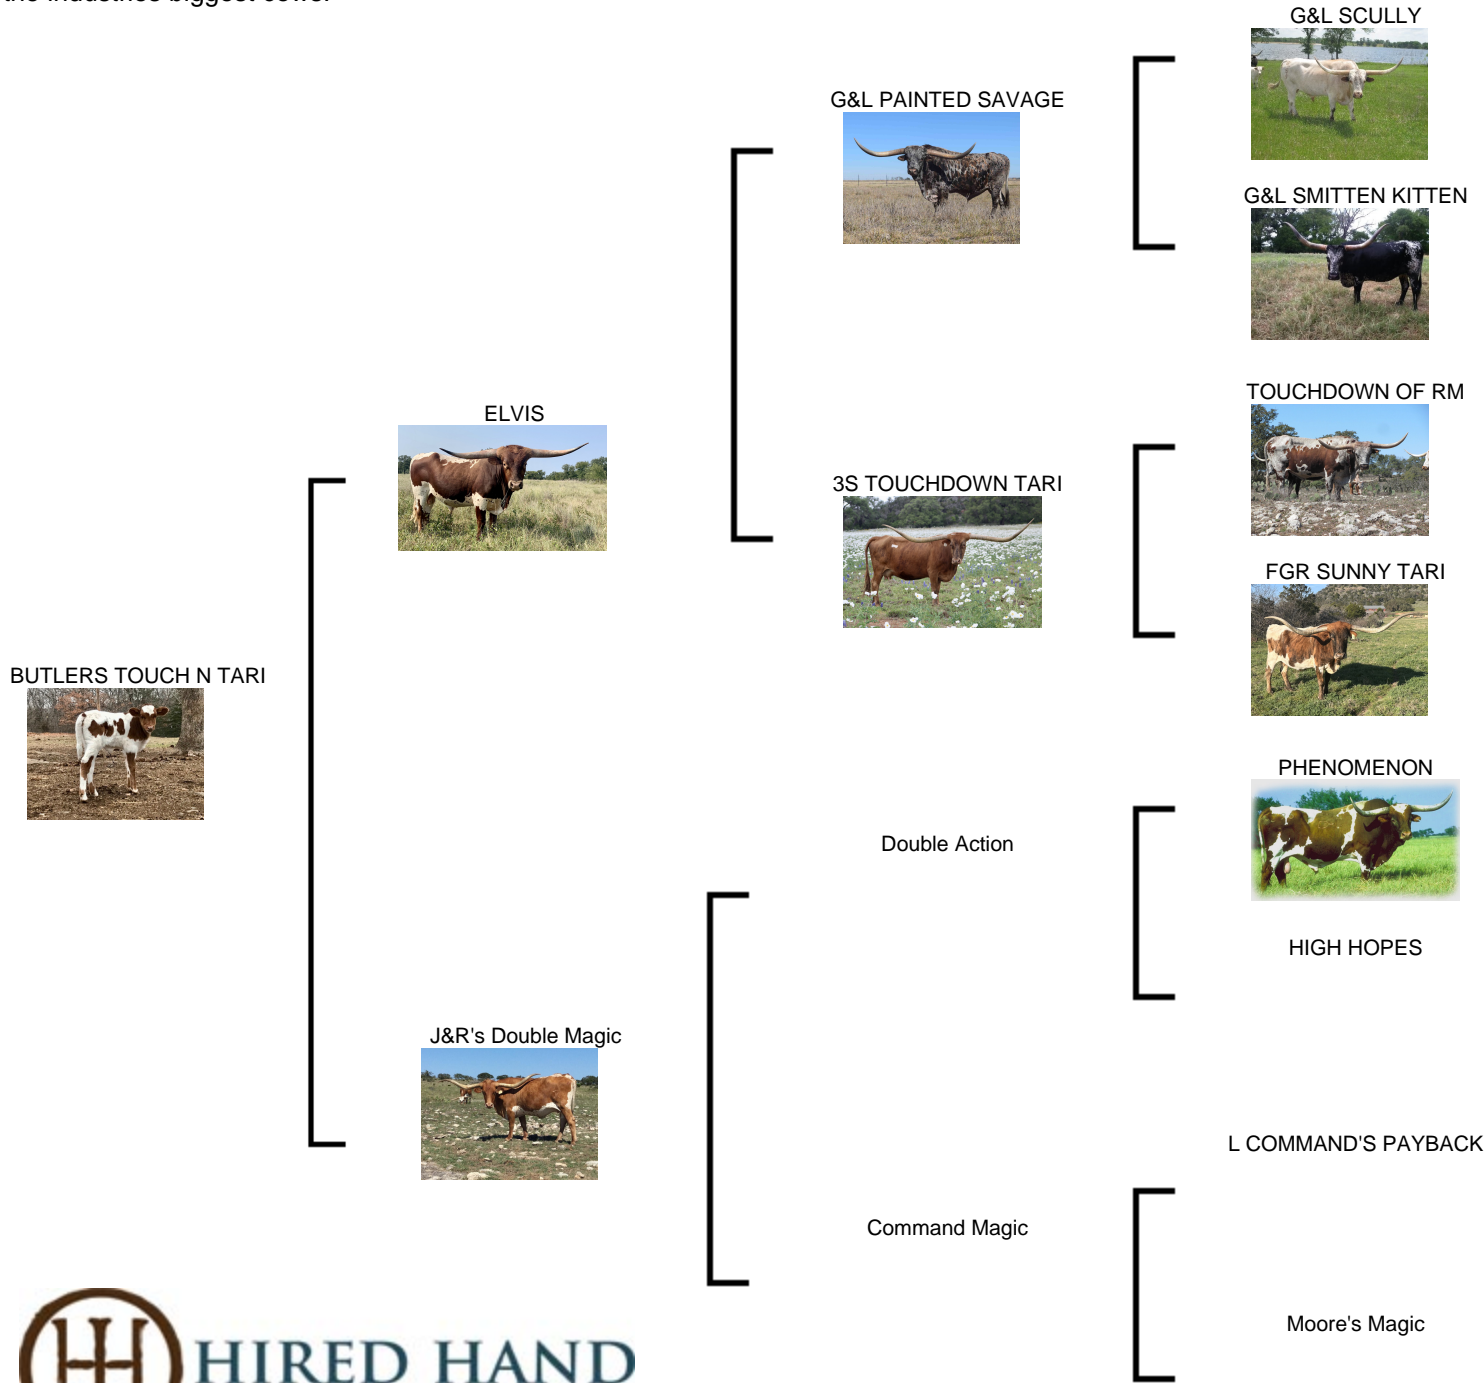 G&L SCULLY
G&L PAINTED SAVAGE
G&L SMITTEN KITTEN
TOUCHDOWN OF RM
ELVIS
3S TOUCHDOWN TARI
FGR SUNNY TARI
BUTLERS TOUCH N TARI
PHENOMENON
Double Action
HIGH HOPES
J&R's Double Magic
L COMMAND'S PAYBACK
Command Magic
Moore's Magic
HIRED HAND